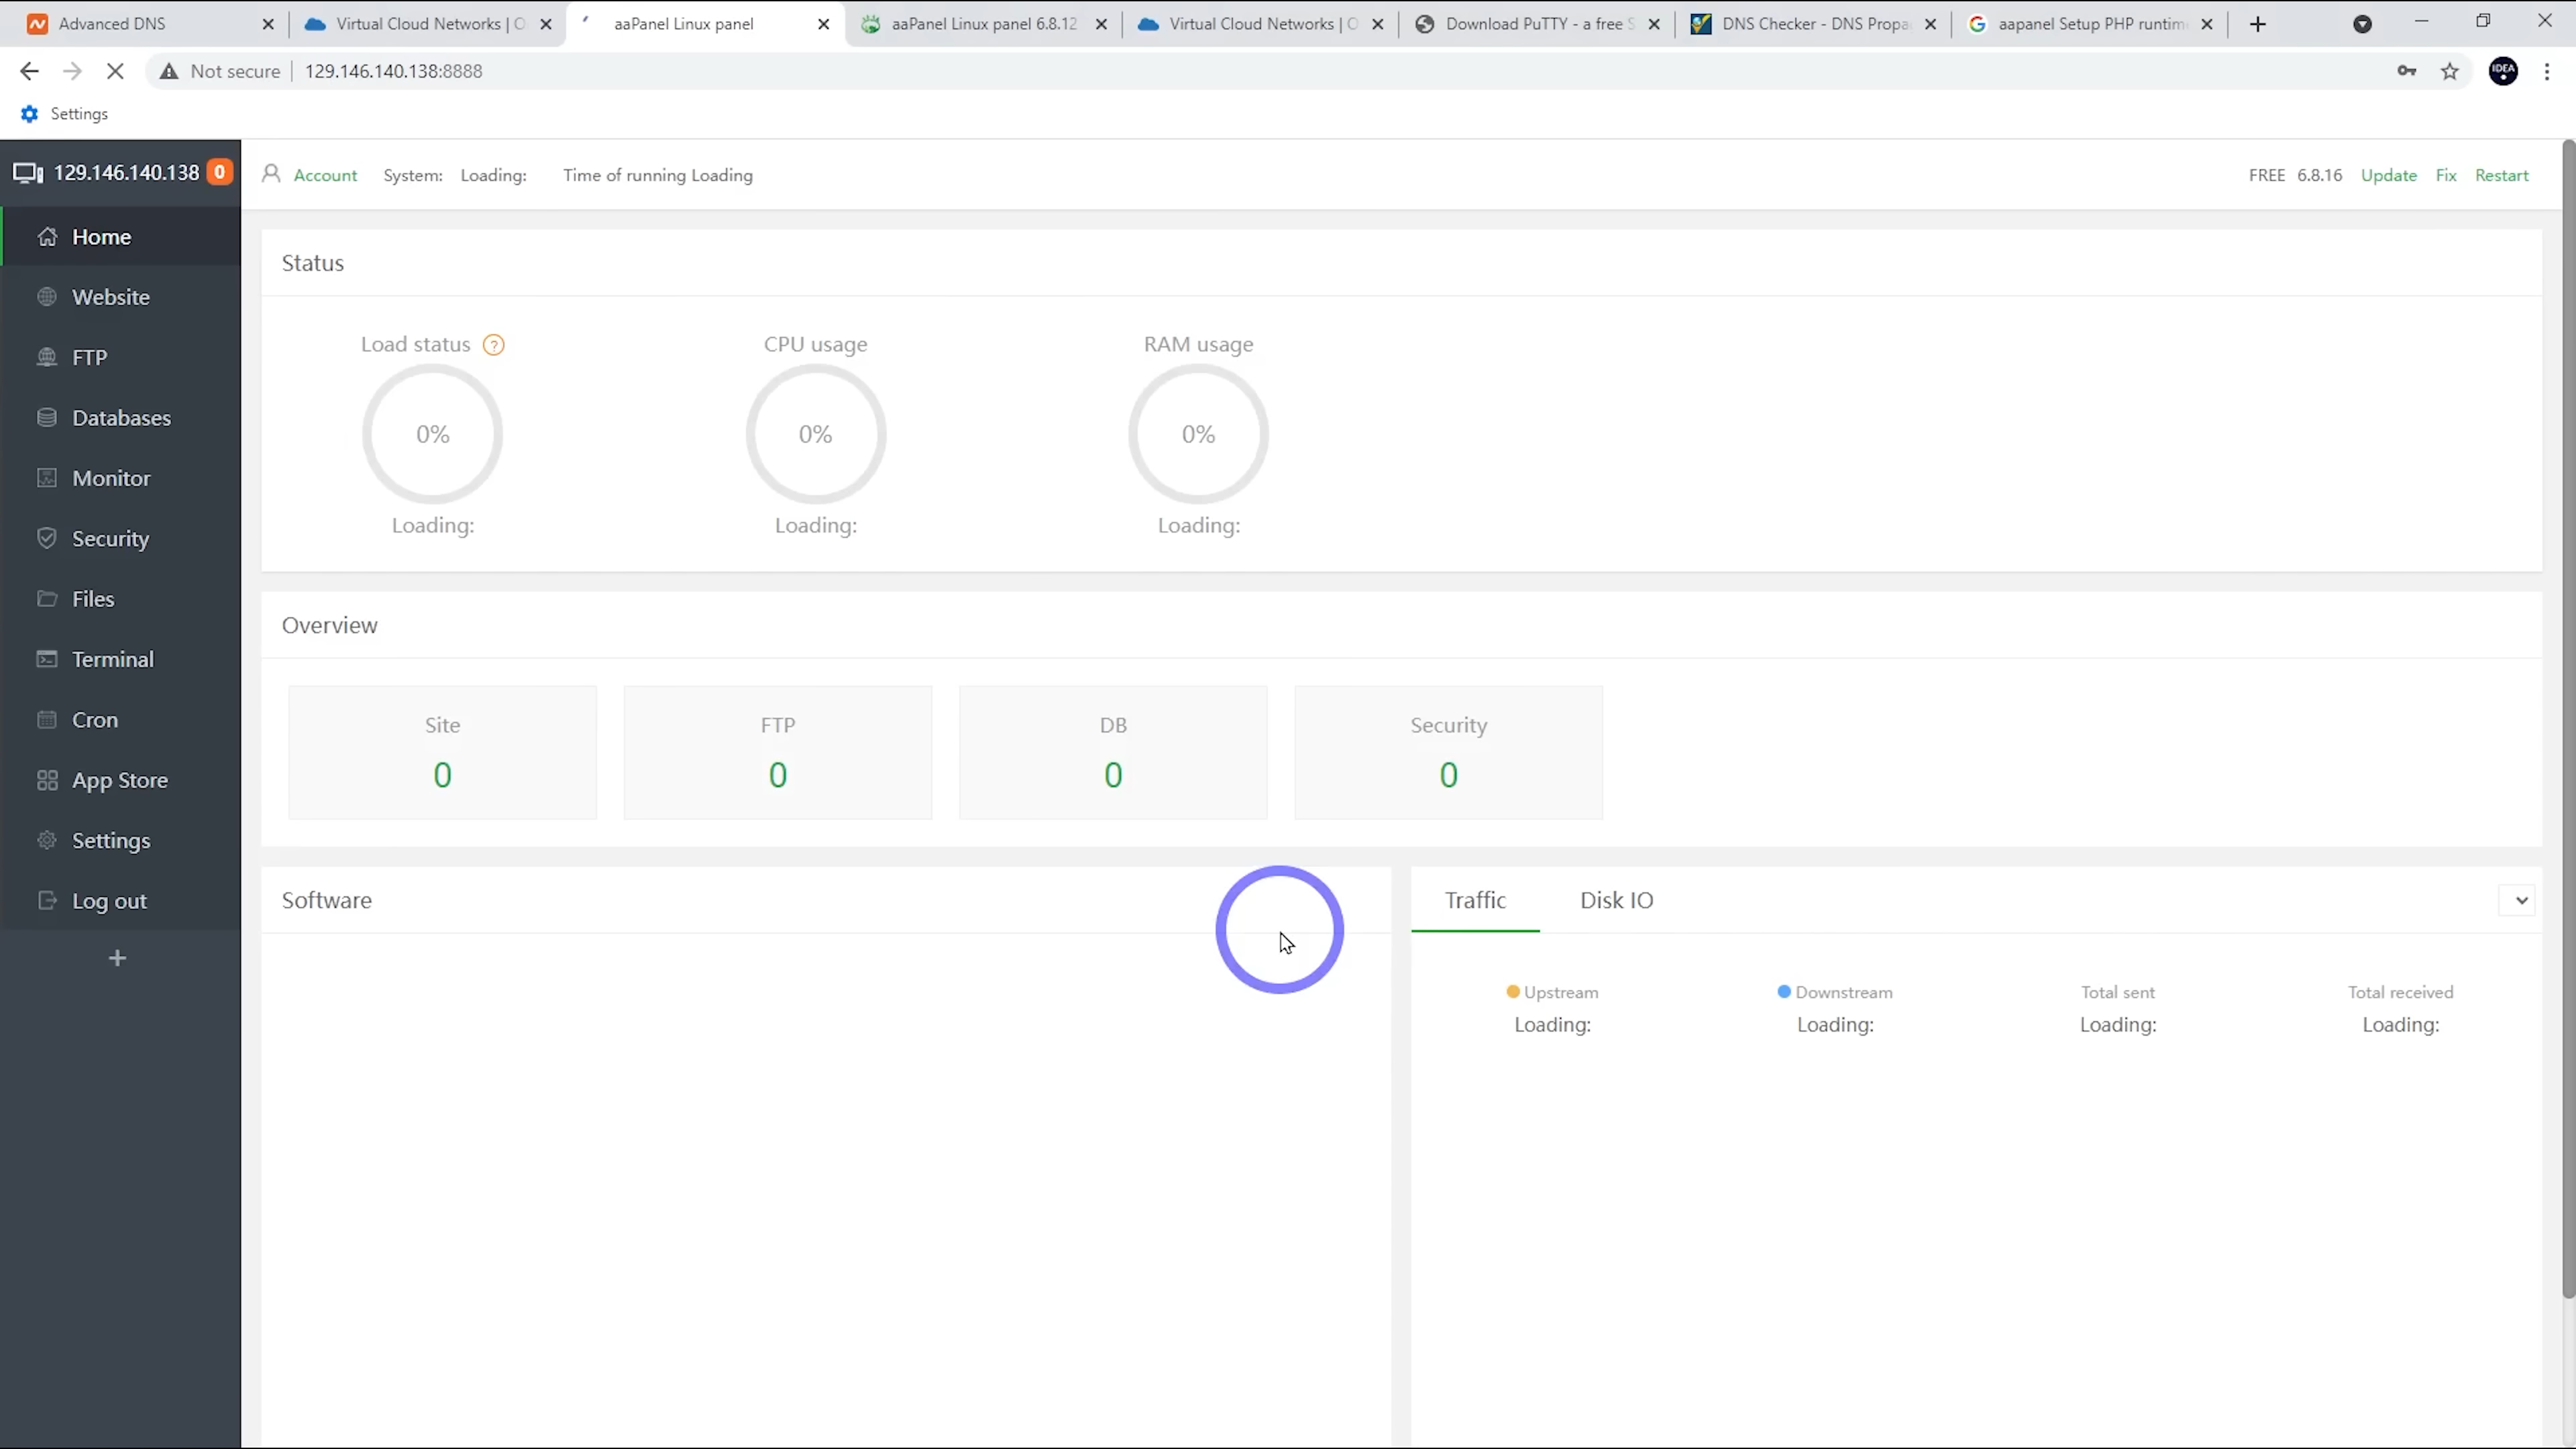 Advanced DNS
Virtual Cloud Networks | O
aaPanel Linux panel
aaPanel Linux panel 6.8.12
Virtual Cloud Networks | O
Download PuTTY - a free S
DNS Checker - DNS Propa
aapanel Setup PHP runtim
Not secure
129.146.140.138:8888
IDEA
Settings
129.146.140.138
0
Account
System:
Loading:
Time of running Loading
FREE 6.8.16 Update Fix Restart
Home
Website
FTP
Databases
Monitor
Security
Files
Terminal
Cron
App Store
Settings
Log out
+
Status
Load status ?
CPU usage
RAM usage
0%
0%
0%
Loading:
Loading:
Loading:
Overview
Site
FTP
DB
Security
0
0
0
0
Software
Traffic
Disk IO
Upstream
Downstream
Total sent
Total received
Loading:
Loading:
Loading:
Loading: